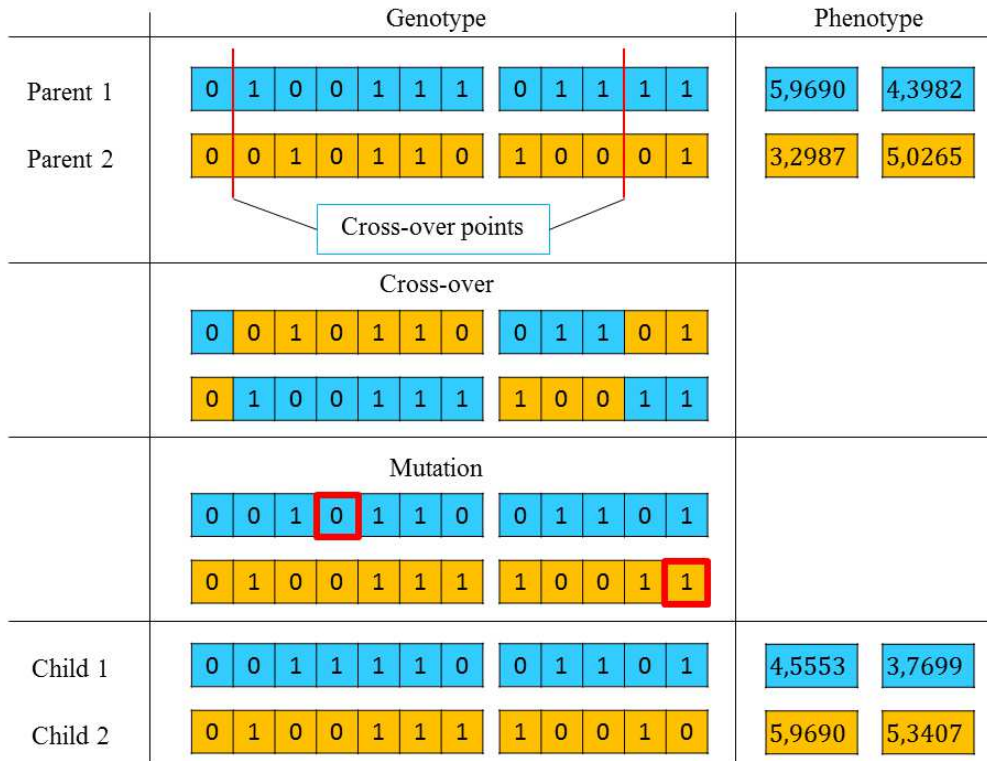 Genotype Phenotype
Parent 1 0 1 0 0 1 1 1 0 1 1 1 1 5,9690 4,3982
Parent 2 0 0 1 0 1 1 0 1 0 0 0 1 3,2987 5,0265
Cross-over points
Cross-over
0 0 1 0 1 1 0 0 1 1 0 1
0 1 0 0 1 1 1 1 0 0 1 1
Mutation
0 0 1 0 1 1 0 0 1 1 0 1
0 1 0 0 1 1 1 1 0 0 1 1
Child 1 0 0 1 1 1 1 0 0 1 1 0 1 4,5553 3,7699
Child 2 0 1 0 0 1 1 1 1 0 0 1 0 5,9690 5,3407